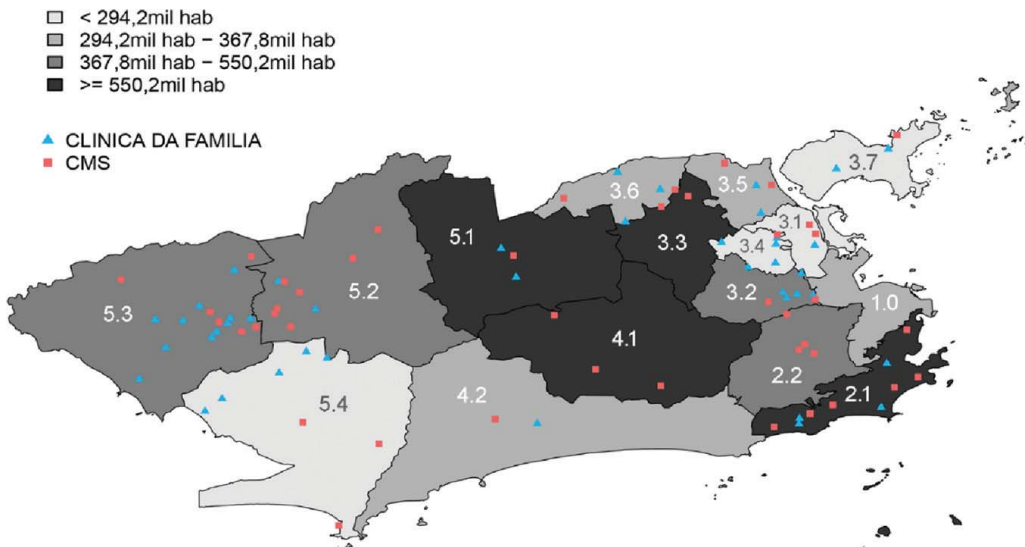 < 294,2mil hab
294,2mil hab – 367,8mil hab
367,8mil hab – 550,2mil hab
>= 550,2mil hab
CLINICA DA FAMILIA
CMS
3.7
3.6
3.5
3.1
5.1
3.3
3.4
5.2
3.2
5.3
1.0
4.1
2.2
2.1
5.4
4.2